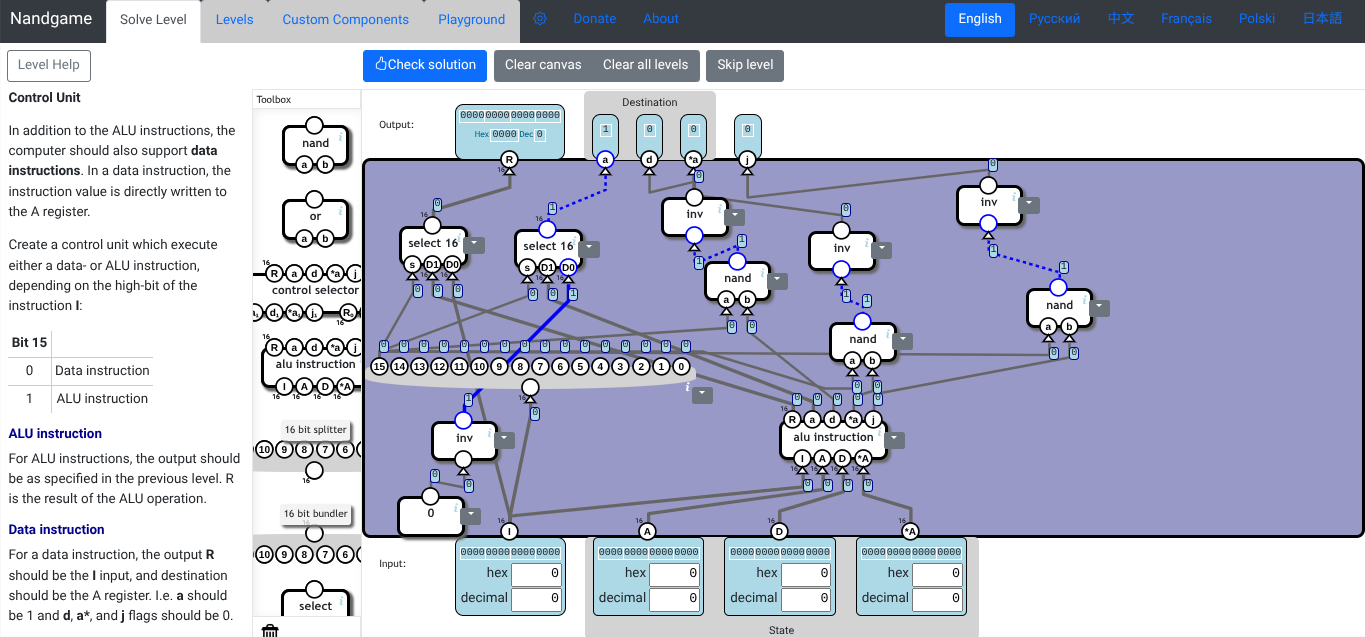 Nandgame Solve Level Levels Custom Components Playground Donate About English Русский 中文 Français Polski 日本語
Level Help
Check solution Clear canvas Clear all levels Skip level
Control Unit
In addition to the ALU instructions, the
computer should also support data
instructions. In a data instruction, the
instruction value is directly written to
the A register.
Create a control unit which execute
either a data- or ALU instruction,
depending on the high-bit of the
instruction I:
Bit 15
0 Data instruction
1 ALU instruction
ALU instruction
For ALU instructions, the output should
be as specified in the previous level. R
is the result of the ALU operation.
Data instruction
For a data instruction, the output R
should be the I input, and destination
should be the A register. I.e. a should
be 1 and d, a*, and j flags should be 0.
Toolbox
nand
a b
or
a b
R a d *a j
control selector
R a d *a j
alu instruction
I A D *A
16 16 16 16
16 bit splitter
10 9 8 7 6
16
16 bit bundler
16
10 9 8 7 6
select
Output:
0000 0000 0000 0000
Hex 0000 Dec 0
Destination
1 0 0 0
R a d *a j
select 16
s D1 D0
select 16
s D1 D0
inv
nand
a b
inv
nand
a b
inv
nand
a b
15 14 13 12 11 10 9 8 7 6 5 4 3 2 1 0
inv
0
R a d *a j
alu instruction
I A D *A
I A D *A
Input:
0000 0000 0000 0000
hex 0
decimal 0
0000 0000 0000 0000
hex 0
decimal 0
0000 0000 0000 0000
hex 0
decimal 0
0000 0000 0000 0000
hex 0
decimal 0
State